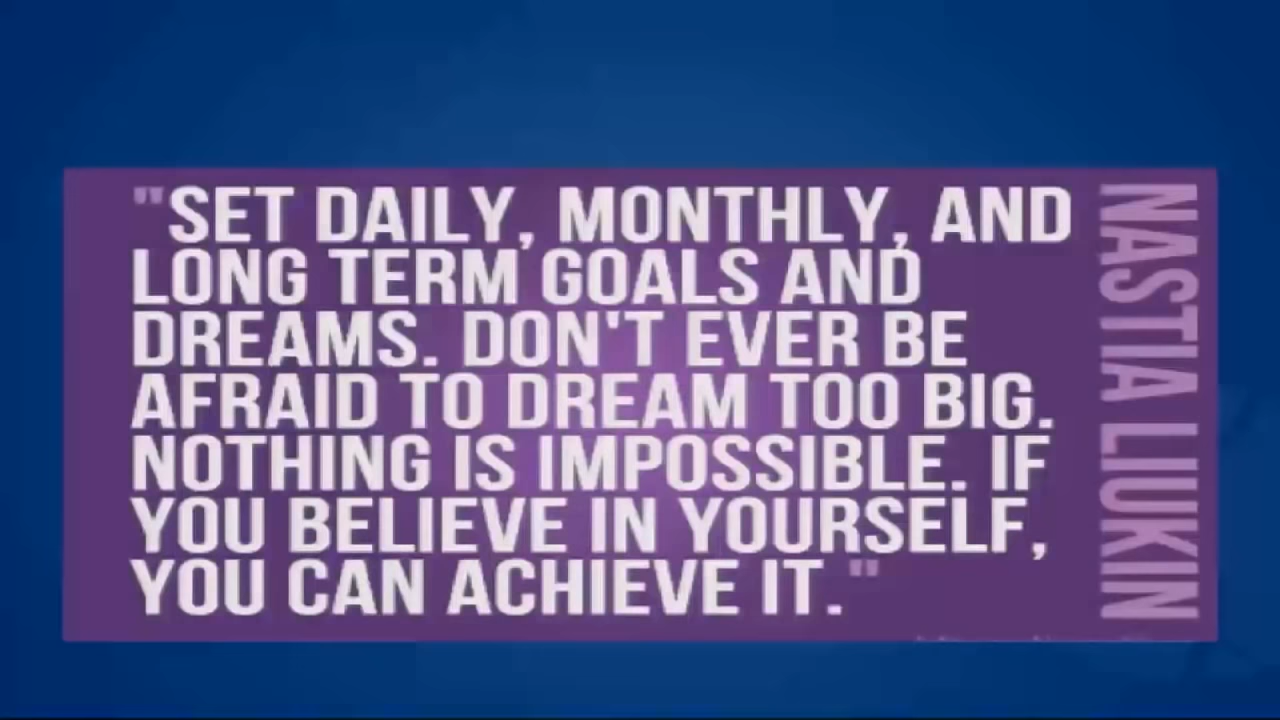 "SET DAILY, MONTHLY, AND
LONG TERM GOALS AND
DREAMS. DON'T EVER BE
AFRAID TO DREAM TOO BIG.
NOTHING IS IMPOSSIBLE. IF
YOU BELIEVE IN YOURSELF,
YOU CAN ACHIEVE IT."
NASTIA LIUKIN